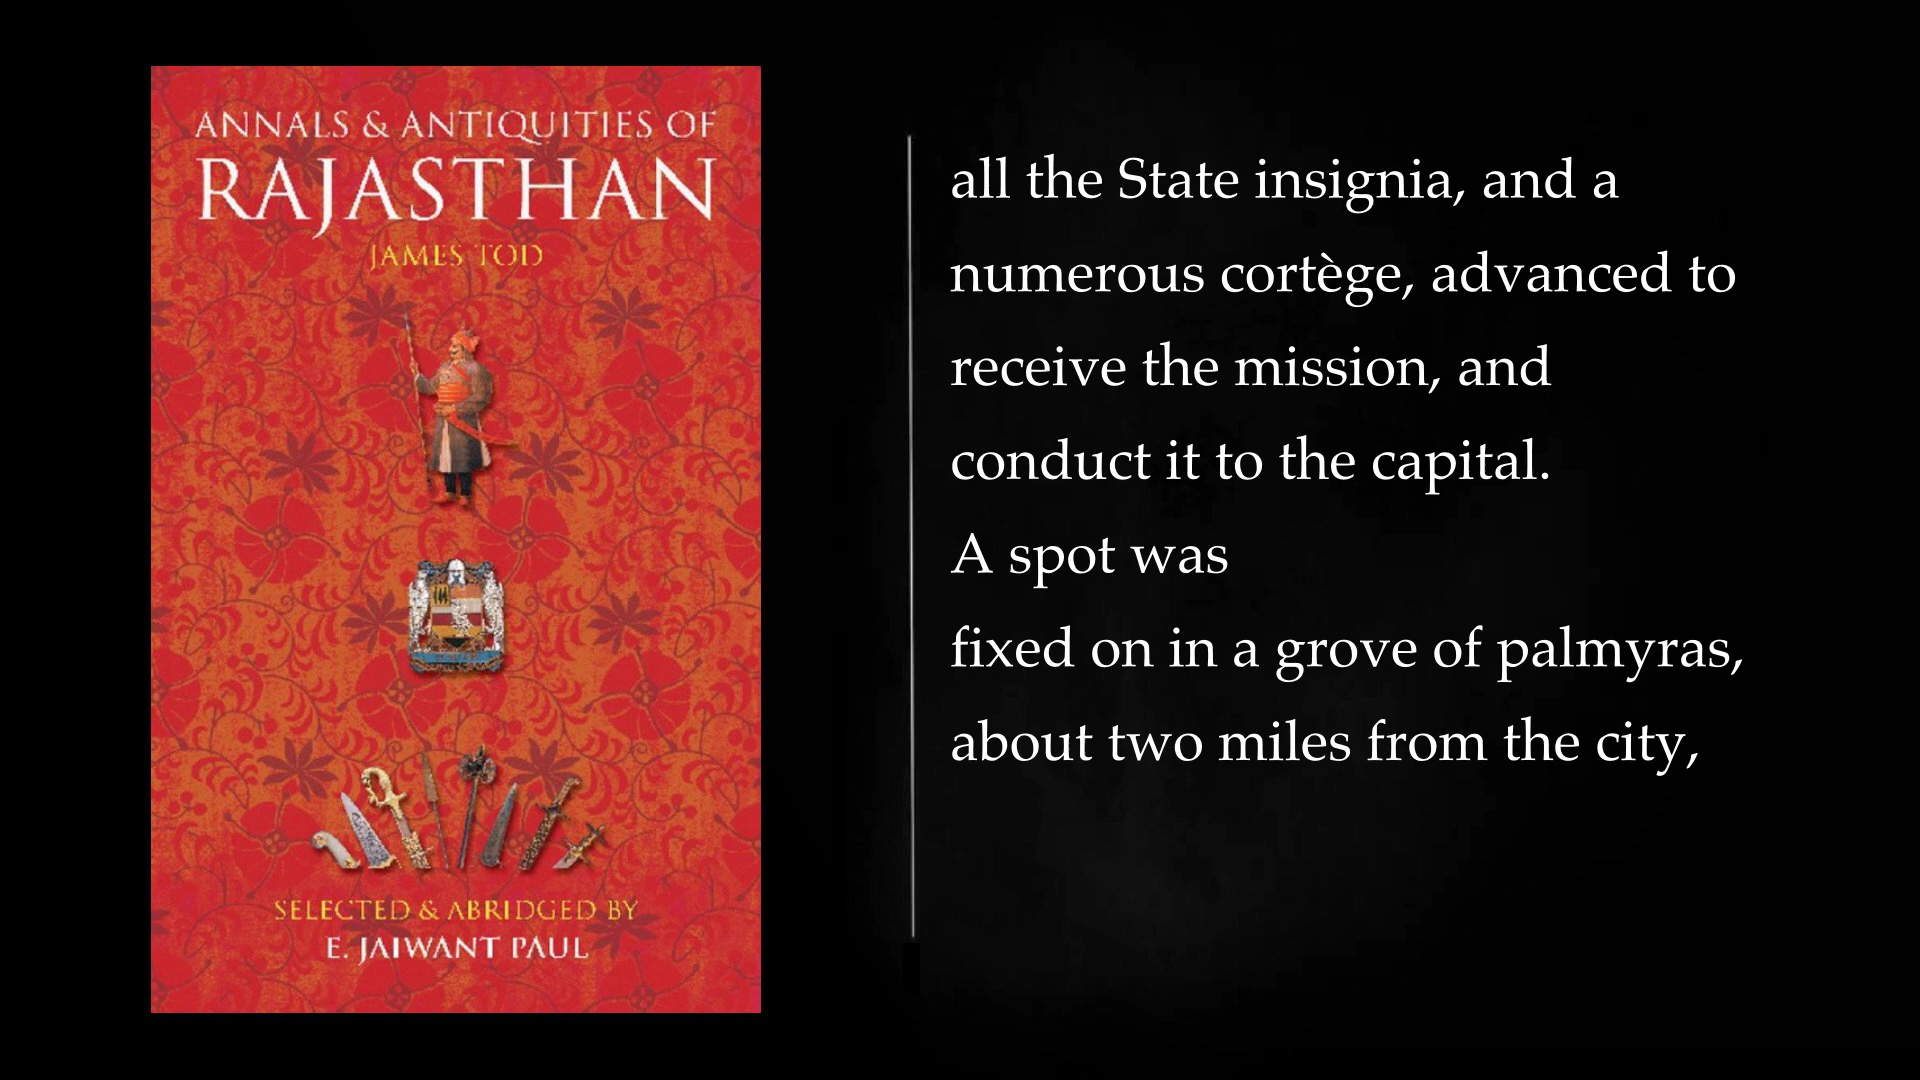 ANNALS & ANTIQUITIES OF
RAJASTHAN
JAMES TOD
SELECTED & ABRIDGED BY
E. JAIWANT PAUL
all the State insignia, and a
numerous cortège, advanced to
receive the mission, and
conduct it to the capital.
A spot was
fixed on in a grove of palmyras,
about two miles from the city,